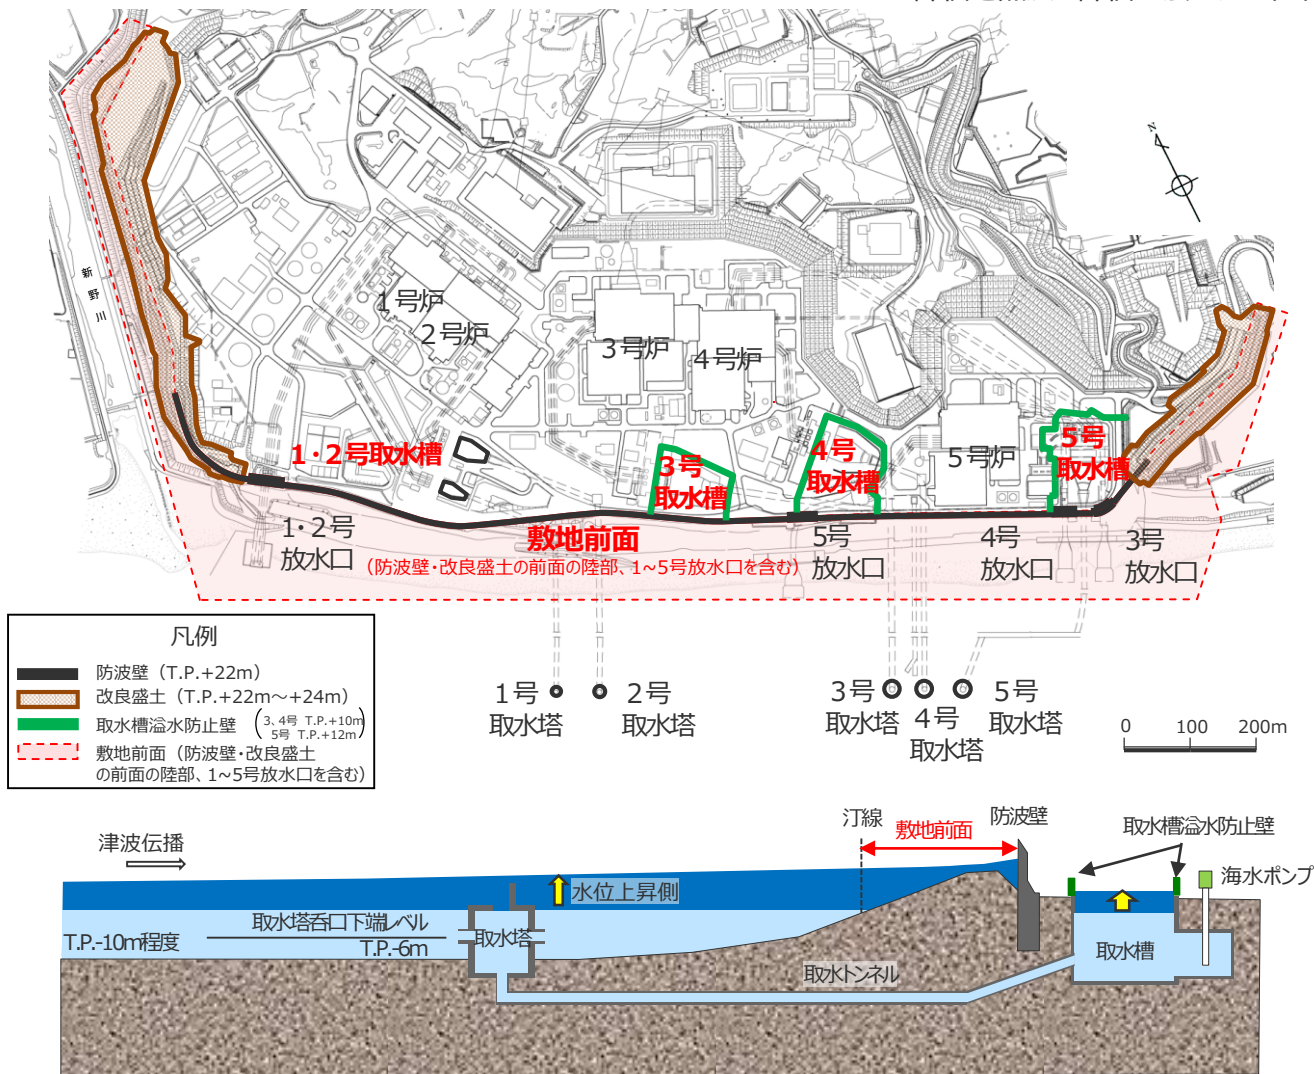 N
新野川
1号炉
2号炉
3号炉
4号炉
5号炉
1・2号取水槽
3号
取水槽
4号
取水槽
5号
取水槽
1・2号
放水口
敷地前面
(防波壁・改良盛土の前面の陸部、1~5号放水口を含む)
5号
放水口
4号
放水口
3号
放水口
凡例
防波壁（T.P.+22m）
改良盛土（T.P.+22m～+24m）
取水槽溢水防止壁
3、4号 T.P.+10m
5号 T.P.+12m
敷地前面（防波壁・改良盛土
の前面の陸部、1~5号放水口を含む）
1号
取水塔
2号
取水塔
3号
取水塔
4号
取水塔
5号
取水塔
0 100 200m
津波伝播
汀線
敷地前面
防波壁
取水槽溢水防止壁
海水ポンプ
水位上昇側
取水塔呑口下端レベル
T.P.-10m程度
T.P.-6m
取水塔
取水槽
取水トンネル